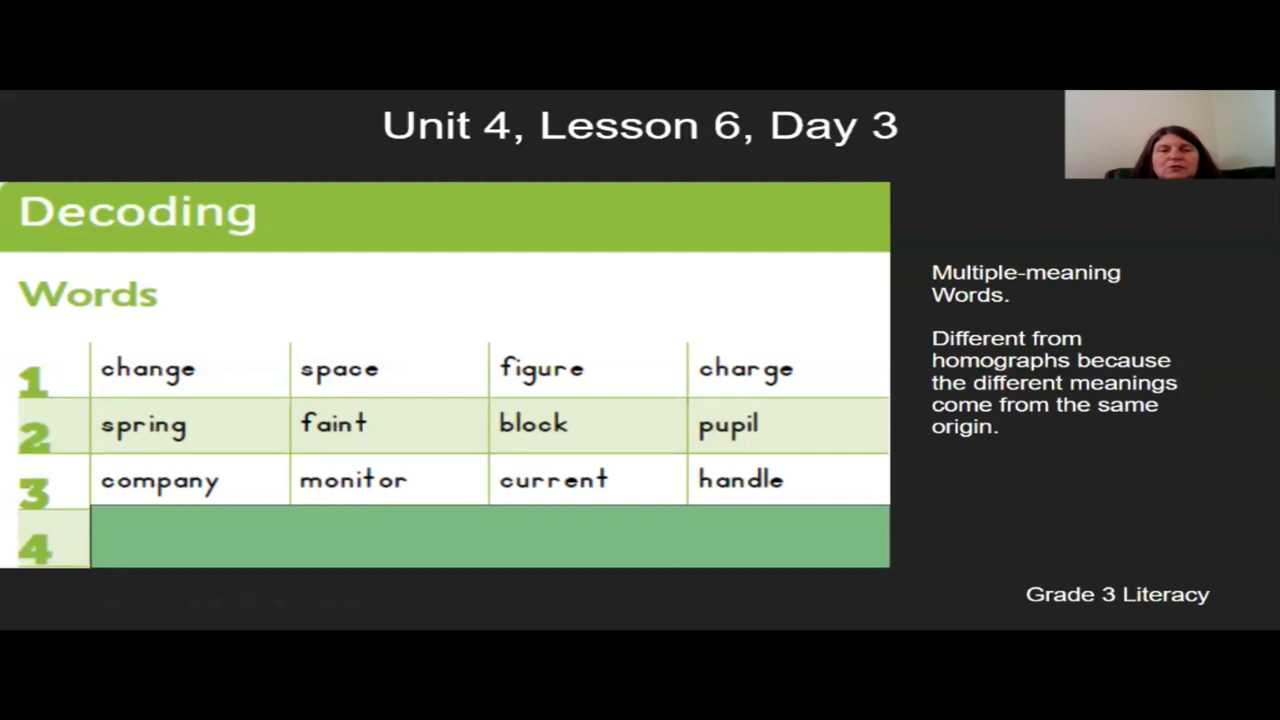 Unit 4, Lesson 6, Day 3
Decoding
Words
1 change space figure charge
2 spring faint block pupil
3 company monitor current handle
4
Multiple-meaning
Words.
Different from
homographs because
the different meanings
come from the same
origin.
Grade 3 Literacy